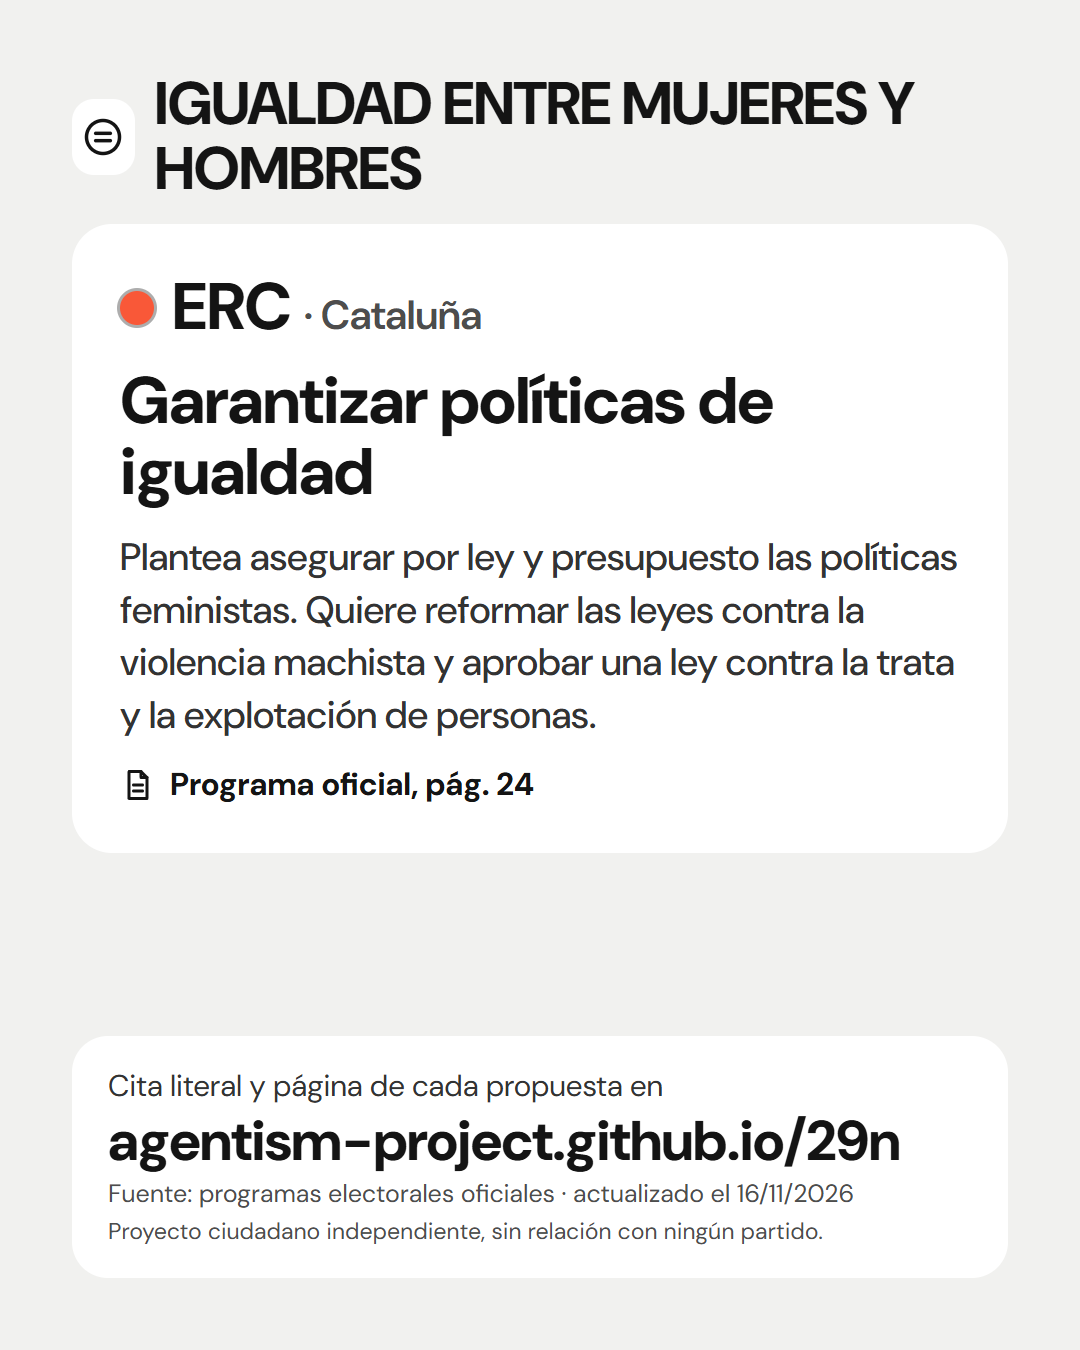 IGUALDAD ENTRE MUJERES Y
HOMBRES
ERC · Cataluña
Garantizar políticas de
igualdad
Plantea asegurar por ley y presupuesto las políticas
feministas. Quiere reformar las leyes contra la
violencia machista y aprobar una ley contra la trata
y la explotación de personas.
Programa oficial, pág. 24
Cita literal y página de cada propuesta en
agentism-project.github.io/29n
Fuente: programas electorales oficiales · actualizado el 16/11/2026
Proyecto ciudadano independiente, sin relación con ningún partido.